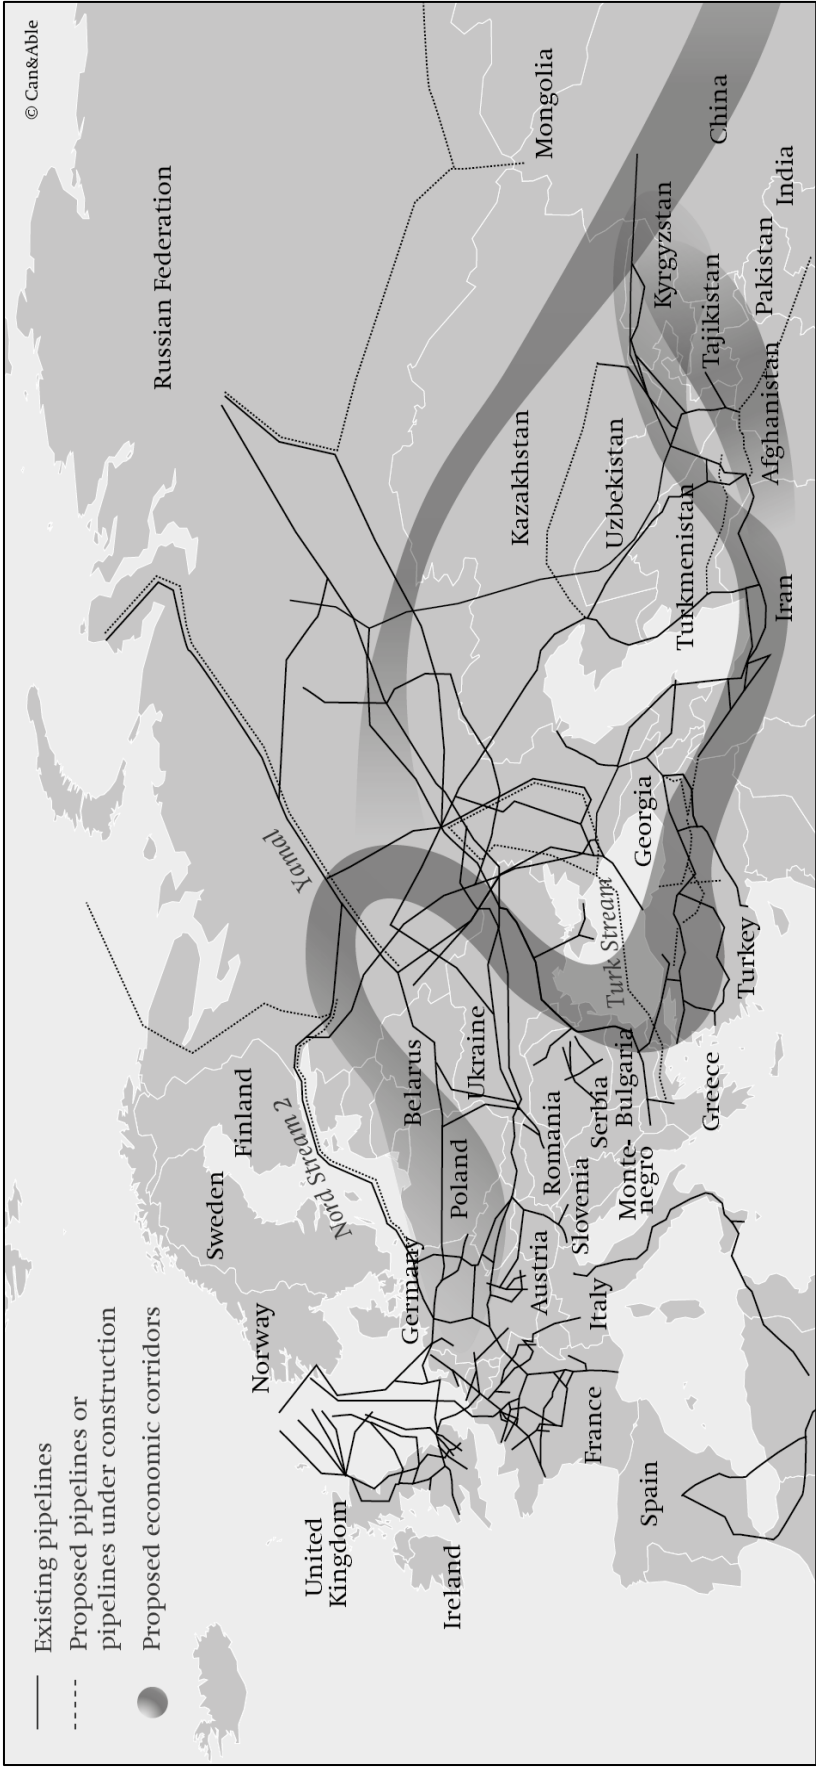 Existing pipelines
Proposed pipelines or
pipelines under construction
Proposed economic corridors
© Can&Able
Russian Federation
Norway
Sweden
Finland
Yamal
Nord Stream 2
United
Kingdom
Ireland
Germany
Poland
Belarus
Ukraine
Kazakhstan
Mongolia
France
Austria
Slovenia
Romania
Serbia
Bulgaria
Monte-
negro
Italy
Spain
Greece
Turk Stream
Turkey
Georgia
Uzbekistan
Turkmenistan
Kyrgyzstan
Tajikistan
China
Iran
Afghanistan
Pakistan
India